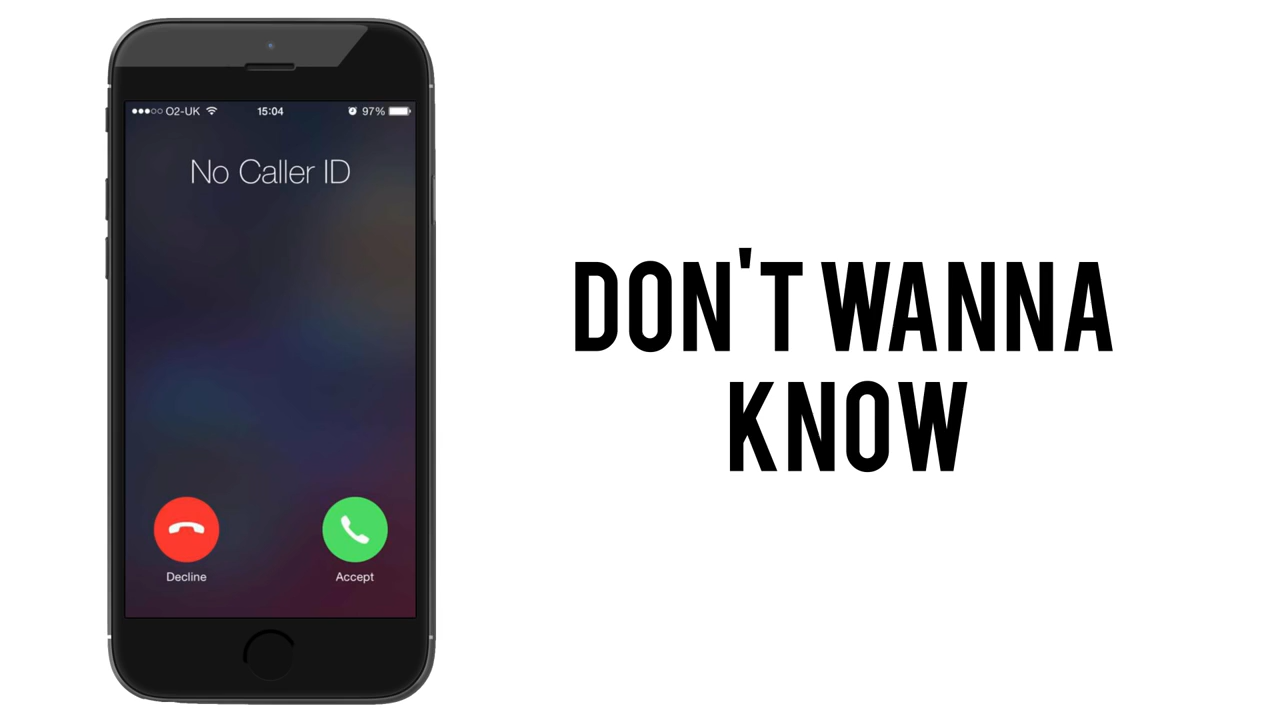 O2-UK 15:04 97%
No Caller ID
Decline Accept
DON'T WANNA
KNOW